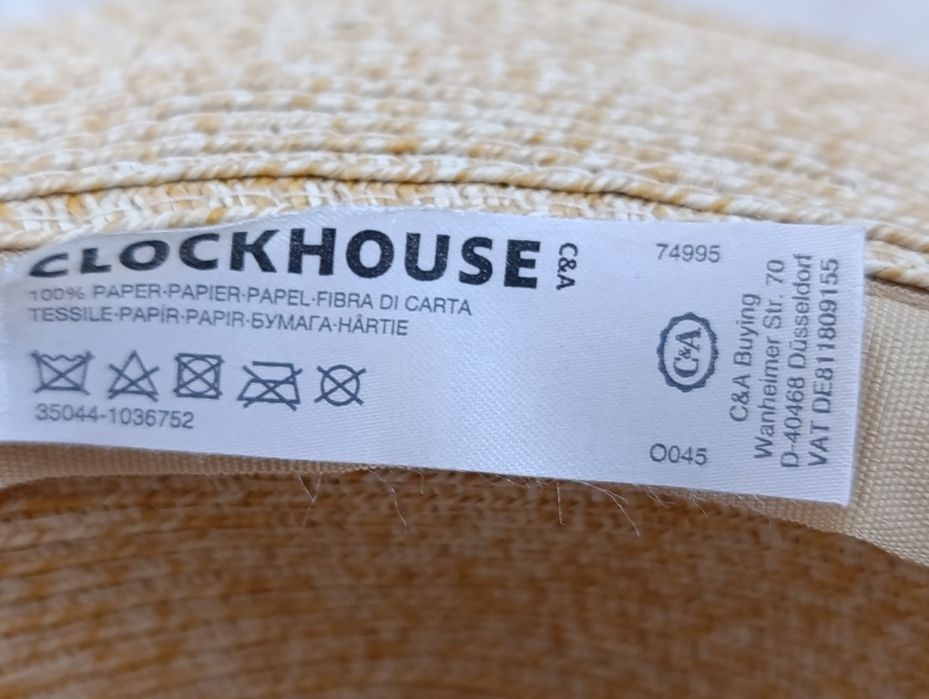 CLOCKHOUSE
C&A
100% PAPER·PAPIER·PAPEL·FIBRA DI CARTA
TESSILE·PAPÍR·PAPIR·БУМАГА·HÂRTIE
35044-1036752
74995
C&A
O045
C&A Buying
Wanheimer Str. 70
D-40468 Düsseldorf
VAT DE811809155